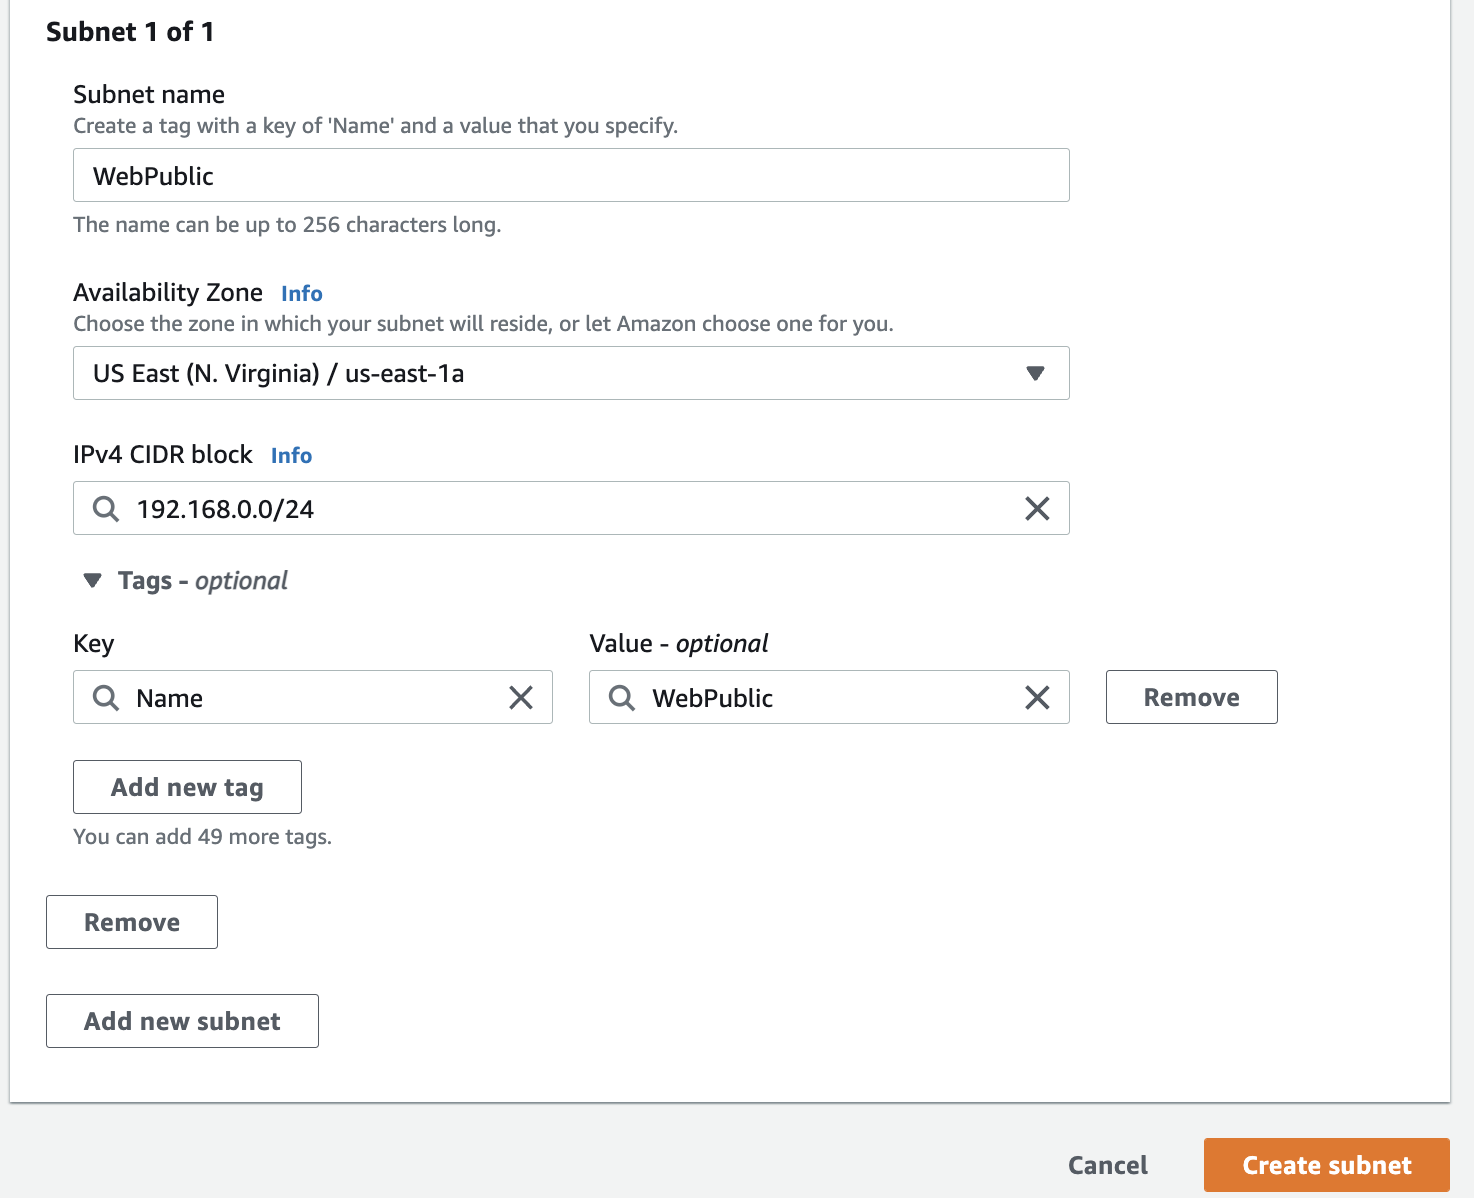 Subnet 1 of 1
Subnet name
Create a tag with a key of 'Name' and a value that you specify.
WebPublic
The name can be up to 256 characters long.
Availability Zone Info
Choose the zone in which your subnet will reside, or let Amazon choose one for you.
US East (N. Virginia) / us-east-1a
IPv4 CIDR block Info
192.168.0.0/24
Tags - optional
Key Value - optional
Name WebPublic Remove
Add new tag
You can add 49 more tags.
Remove
Add new subnet
Cancel Create subnet